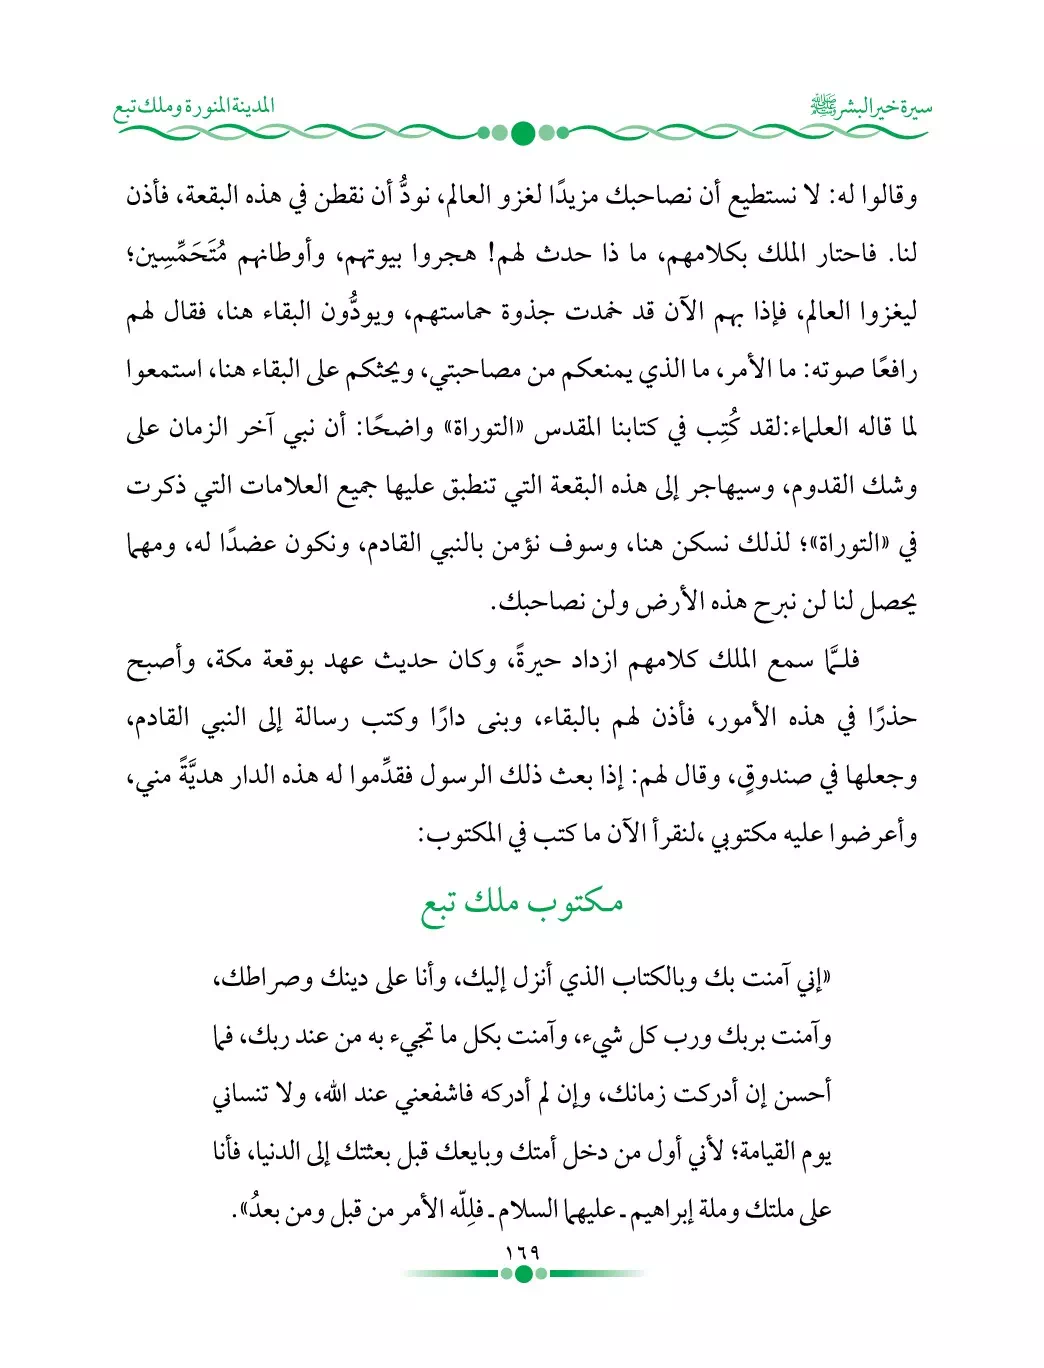 سيرة خير البشر ﷺ
المدينة المنورة وملك تبع
وقالوا له: لا نستطيع أن نصاحبك مزيدًا لغزو العالم، نودُّ أن نقطن في هذه البقعة، فأذن
لنا. فاحتار الملك بكلامهم، ما ذا حدث لهم! هجروا بيوتهم، وأوطانهم مُتَحَمِّسِين؛
ليغزوا العالم، فإذا بهم الآن قد خمدت جذوة حماستهم، ويودُّون البقاء هنا، فقال لهم
رافعًا صوته: ما الأمر، ما الذي يمنعكم من مصاحبتي، ويحثكم على البقاء هنا، استمعوا
لما قاله العلماء:لقد كُتِب في كتابنا المقدس «التوراة» واضحًا: أن نبي آخر الزمان على
وشك القدوم، وسيهاجر إلى هذه البقعة التي تنطبق عليها جميع العلامات التي ذكرت
في «التوراة»؛ لذلك نسكن هنا، وسوف نؤمن بالنبي القادم، ونكون عضدًا له، ومهما
يحصل لنا لن نبرح هذه الأرض ولن نصاحبك.
فلـمَّا سمع الملك كلامهم ازداد حيرةً، وكان حديث عهد بوقعة مكة، وأصبح
حذرًا في هذه الأمور، فأذن لهم بالبقاء، وبنى دارًا وكتب رسالة إلى النبي القادم،
وجعلها في صندوقٍ، وقال لهم: إذا بعث ذلك الرسول فقدِّموا له هذه الدار هديَّةً مني،
وأعرضوا عليه مكتوبي ،لنقرأ الآن ما كتب في المكتوب:
مكتوب ملك تبع
«إني آمنت بك وبالكتاب الذي أنزل إليك، وأنا على دينك وصراطك،
وآمنت بربك ورب كل شيء، وآمنت بكل ما تجيء به من عند ربك، فما
أحسن إن أدركت زمانك، وإن لم أدركه فاشفعني عند الله، ولا تنساني
يوم القيامة؛ لأني أول من دخل أمتك وبايعك قبل بعثتك إلى الدنيا، فأنا
على ملتك وملة إبراهيم ـ عليهما السلام ـ فلِلّه الأمر من قبل ومن بعدُ».
١٦٩